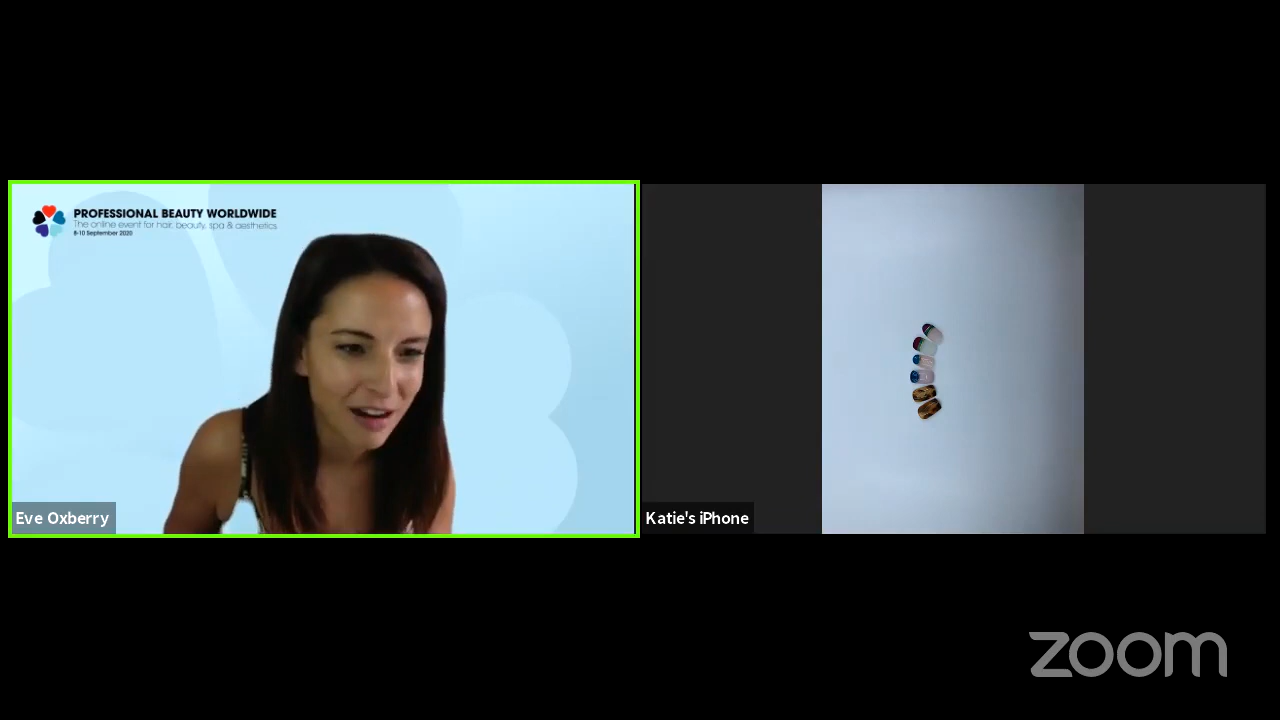 PROFESSIONAL BEAUTY WORLDWIDE
The online event for hair, beauty, spa & aesthetics
8-10 September 2020
Eve Oxberry
Katie's iPhone
zoom